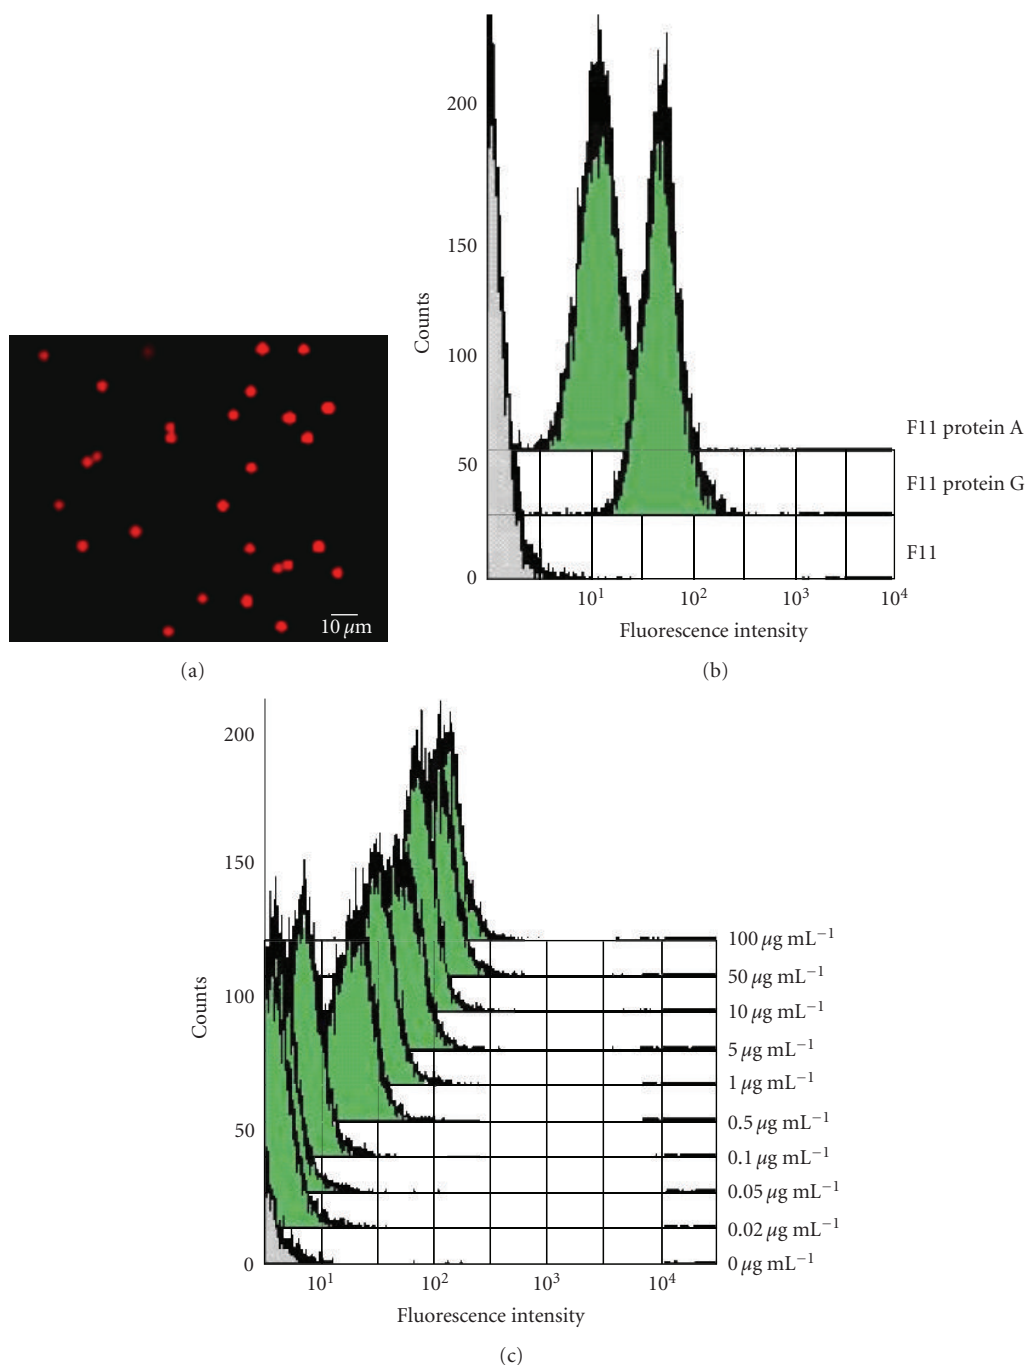 10 μm
(a)
200
150
100
50
0
Counts
10¹
10²
10³
10⁴
Fluorescence intensity
F11 protein A
F11 protein G
F11
(b)
200
150
100
50
0
Counts
10¹
10²
10³
10⁴
Fluorescence intensity
100 μg mL⁻¹
50 μg mL⁻¹
10 μg mL⁻¹
5 μg mL⁻¹
1 μg mL⁻¹
0.5 μg mL⁻¹
0.1 μg mL⁻¹
0.05 μg mL⁻¹
0.02 μg mL⁻¹
0 μg mL⁻¹
(c)